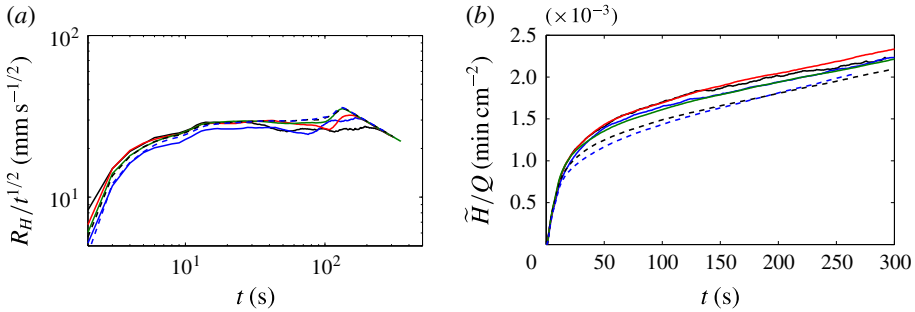 (a)
10^2
10^1
R_H/t^{1/2} (mm s^{−1/2})
10^1 10^2
t (s)
(b) (×10^{−3})
2.5
2.0
1.5
1.0
0.5
H̃/Q (min cm^{−2})
0 50 100 150 200 250 300
t (s)